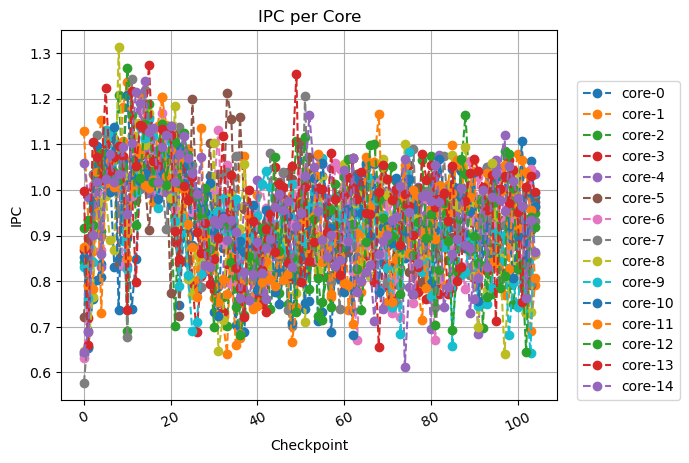 IPC per Core
IPC
1.3
1.2
1.1
1.0
0.9
0.8
0.7
0.6
0
20
40
60
80
100
Checkpoint
core-0
core-1
core-2
core-3
core-4
core-5
core-6
core-7
core-8
core-9
core-10
core-11
core-12
core-13
core-14